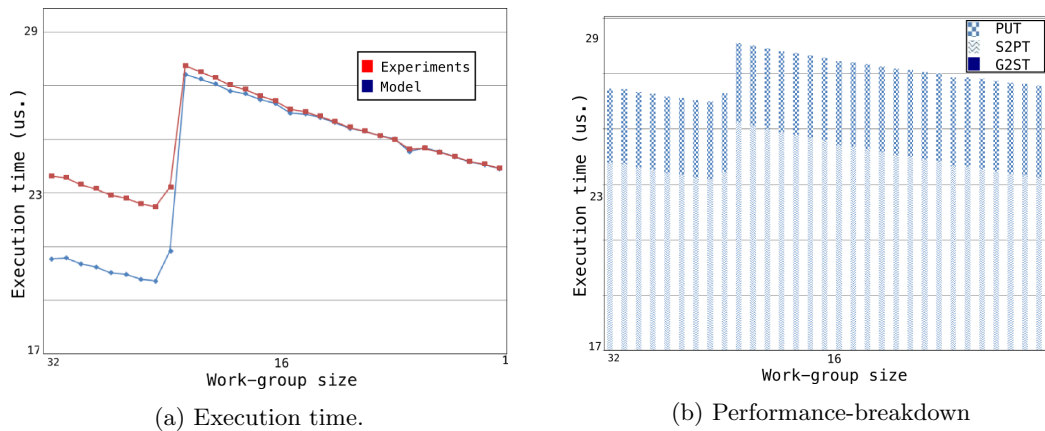 Execution time (us.)
29
23
17
Experiments
Model
32
16
1
Work-group size
(a) Execution time.
Execution time (us.)
29
23
17
PUT
S2PT
G2ST
32
16
Work-group size
(b) Performance-breakdown